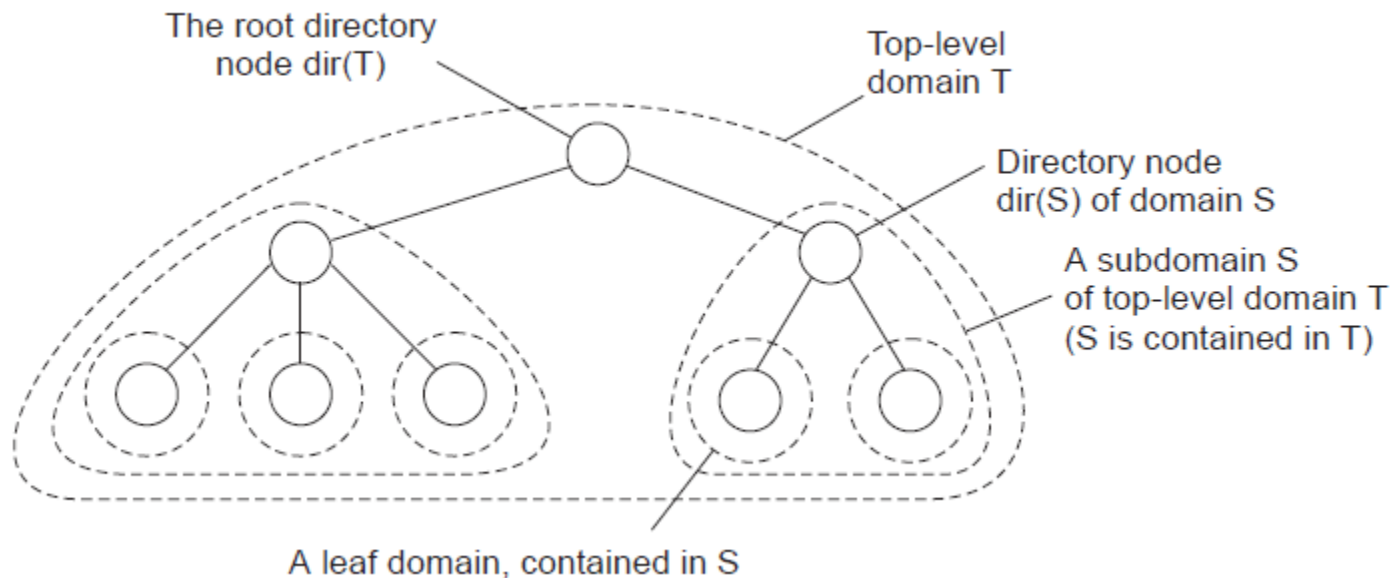 The root directory
node dir(T)
Top-level
domain T
Directory node
dir(S) of domain S
A subdomain S
of top-level domain T
(S is contained in T)
A leaf domain, contained in S